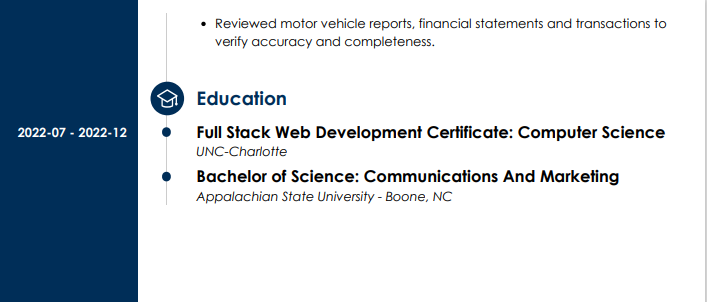 • Reviewed motor vehicle reports, financial statements and transactions to
verify accuracy and completeness.
Education
2022-07 - 2022-12
Full Stack Web Development Certificate: Computer Science
UNC-Charlotte
Bachelor of Science: Communications And Marketing
Appalachian State University - Boone, NC